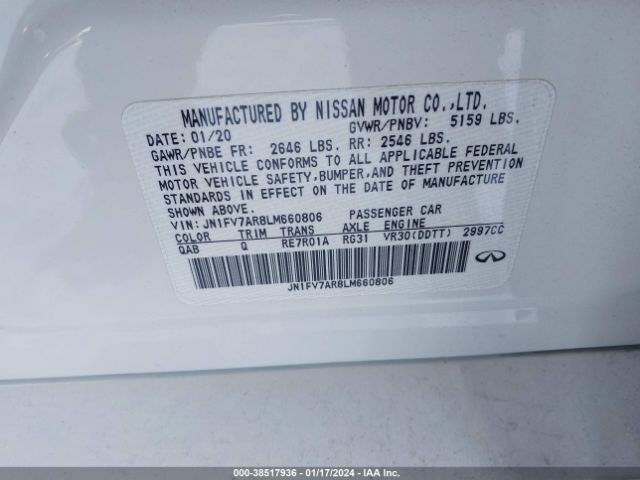 MANUFACTURED BY NISSAN MOTOR CO.,LTD.
DATE: 01/20 GVWR/PNBV: 5159 LBS.
GAWR/PNBE FR: 2646 LBS. RR: 2546 LBS.
THIS VEHICLE CONFORMS TO ALL APPLICABLE FEDERAL
MOTOR VEHICLE SAFETY,BUMPER,AND THEFT PREVENTION
STANDARDS IN EFFECT ON THE DATE OF MANUFACTURE
SHOWN ABOVE.
VIN: JN1FV7AR8LM660806 PASSENGER CAR
COLOR TRIM TRANS AXLE ENGINE
QAB Q RE7R01A RG31 VR30(DDTT) 2997CC
JN1FV7AR8LM660806
000-38517936 - 01/17/2024 - IAA Inc.